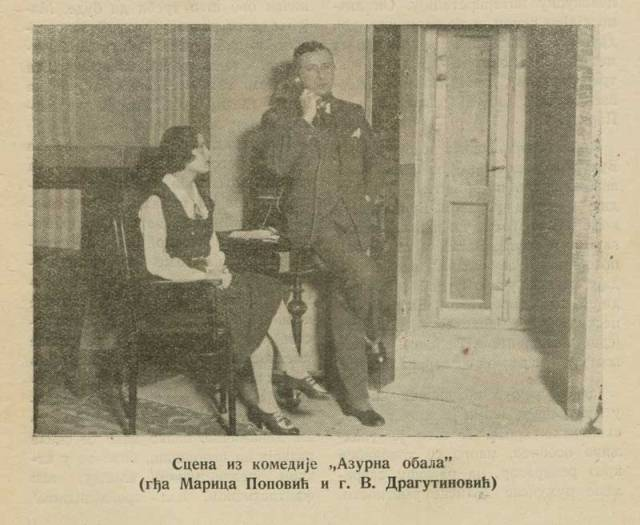 Сцена из комедије „Азурна обала"
(гђа Марица Поповић и г. В. Драгутиновић)